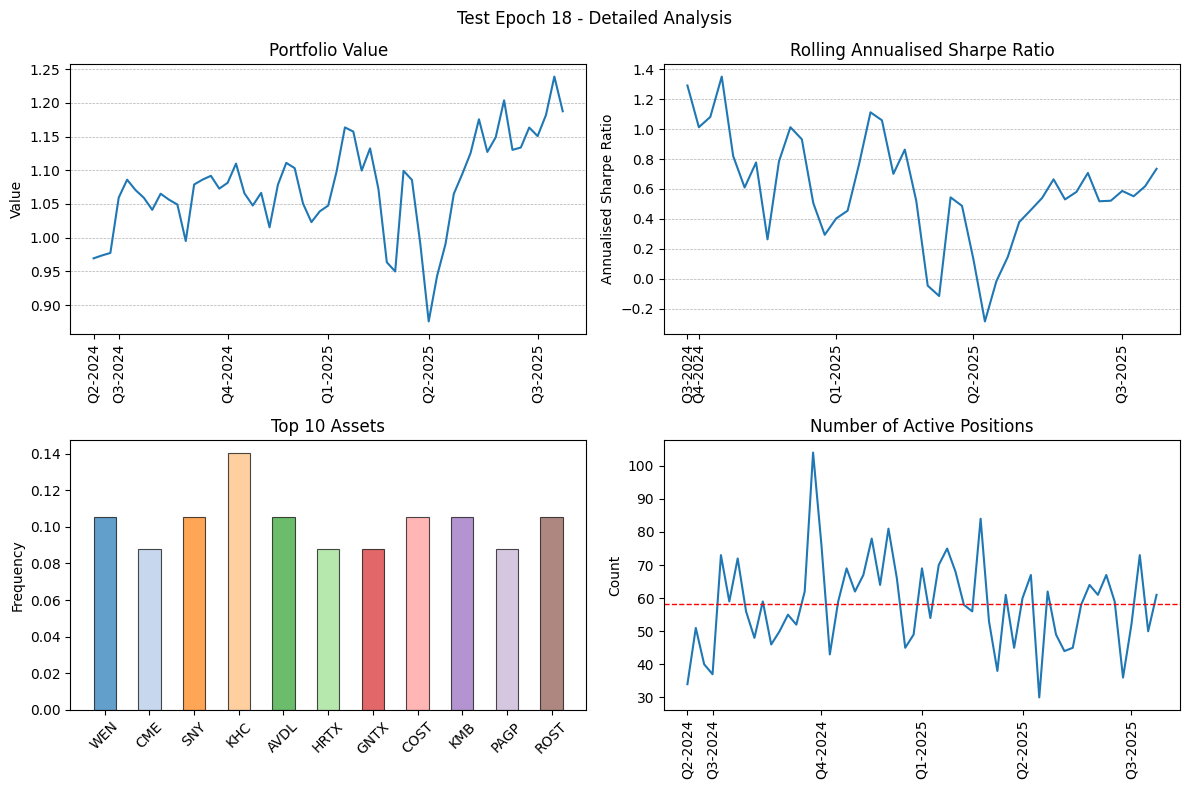 Test Epoch 18 - Detailed Analysis
Portfolio Value
Value
1.25
1.20
1.15
1.10
1.05
1.00
0.95
0.90
Q2-2024
Q3-2024
Q4-2024
Q1-2025
Q2-2025
Q3-2025
Rolling Annualised Sharpe Ratio
Annualised Sharpe Ratio
1.4
1.2
1.0
0.8
0.6
0.4
0.2
0.0
−0.2
Q3-2024
Q4-2024
Q1-2025
Q2-2025
Q3-2025
Top 10 Assets
Frequency
0.14
0.12
0.10
0.08
0.06
0.04
0.02
0.00
WEN
CME
SNY
KHC
AVDL
HRTX
GNTX
COST
KMB
PAGP
ROST
Number of Active Positions
Count
100
90
80
70
60
50
40
30
Q2-2024
Q3-2024
Q4-2024
Q1-2025
Q2-2025
Q3-2025